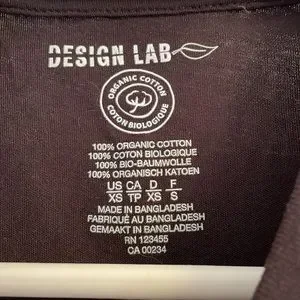 DESIGN LAB
ORGANIC COTTON
COTON BIOLOGIQUE
100% ORGANIC COTTON
100% COTON BIOLOGIQUE
100% BIO-BAUMWOLLE
100% ORGANISCH KATOEN
US CA D F
XS TP XS S
MADE IN BANGLADESH
FABRIQUÉ AU BANGLADESH
GEMAAKT IN BANGLADESH
RN 123455
CA 00234